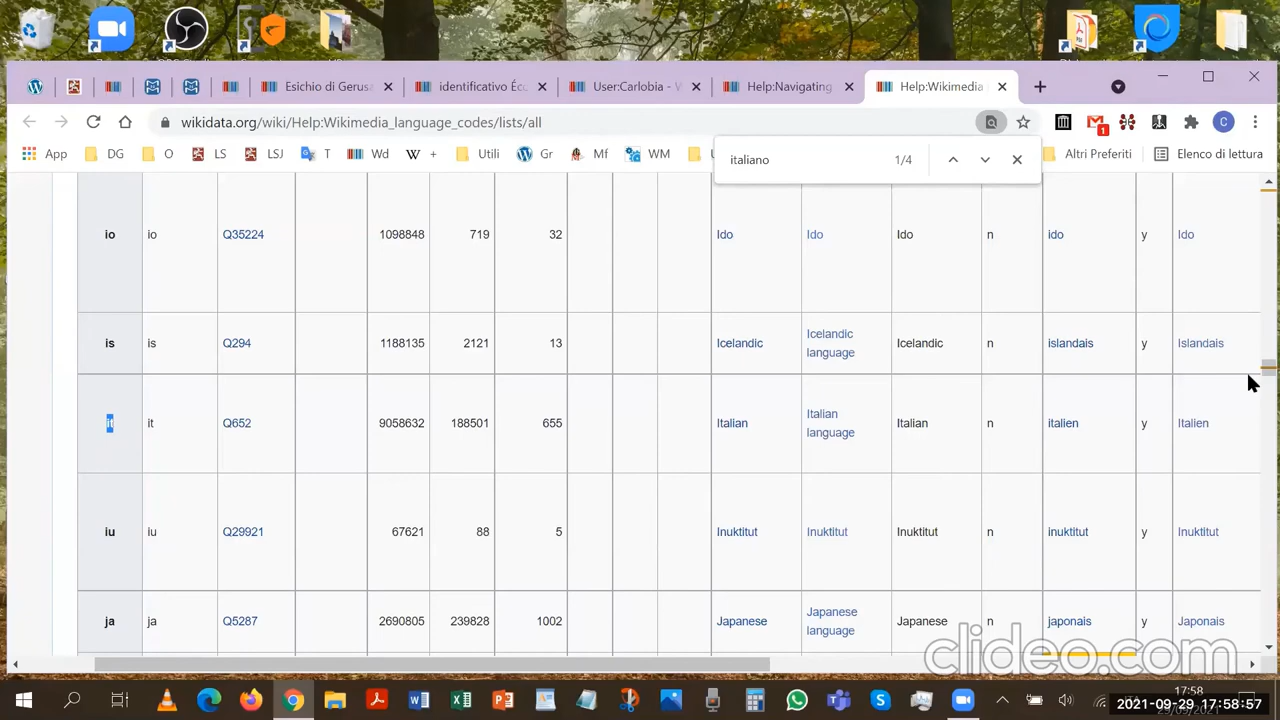 Esichio di Gerusa
identificativo Éco
User:Carlobia - W
Help:Navigating
Help:Wikimedia
wikidata.org/wiki/Help:Wikimedia_language_codes/lists/all
1
C
App DG O LS LSJ T Wd + Utili Gr Mf WM Altri Preferiti Elenco di lettura
italiano 1/4
io io Q35224 1098848 719 32 Ido Ido Ido n ido y Ido
is is Q294 1188135 2121 13 Icelandic Icelandic language Icelandic n islandais y Islandais
it it Q652 9058632 188501 655 Italian Italian language Italian n italien y Italien
iu iu Q29921 67621 88 5 Inuktitut Inuktitut Inuktitut n inuktitut y Inuktitut
ja ja Q5287 2690805 239828 1002 Japanese Japanese language Japanese n japonais y Japonais
clideo.com
17:58
2021-09-29 17:58:57